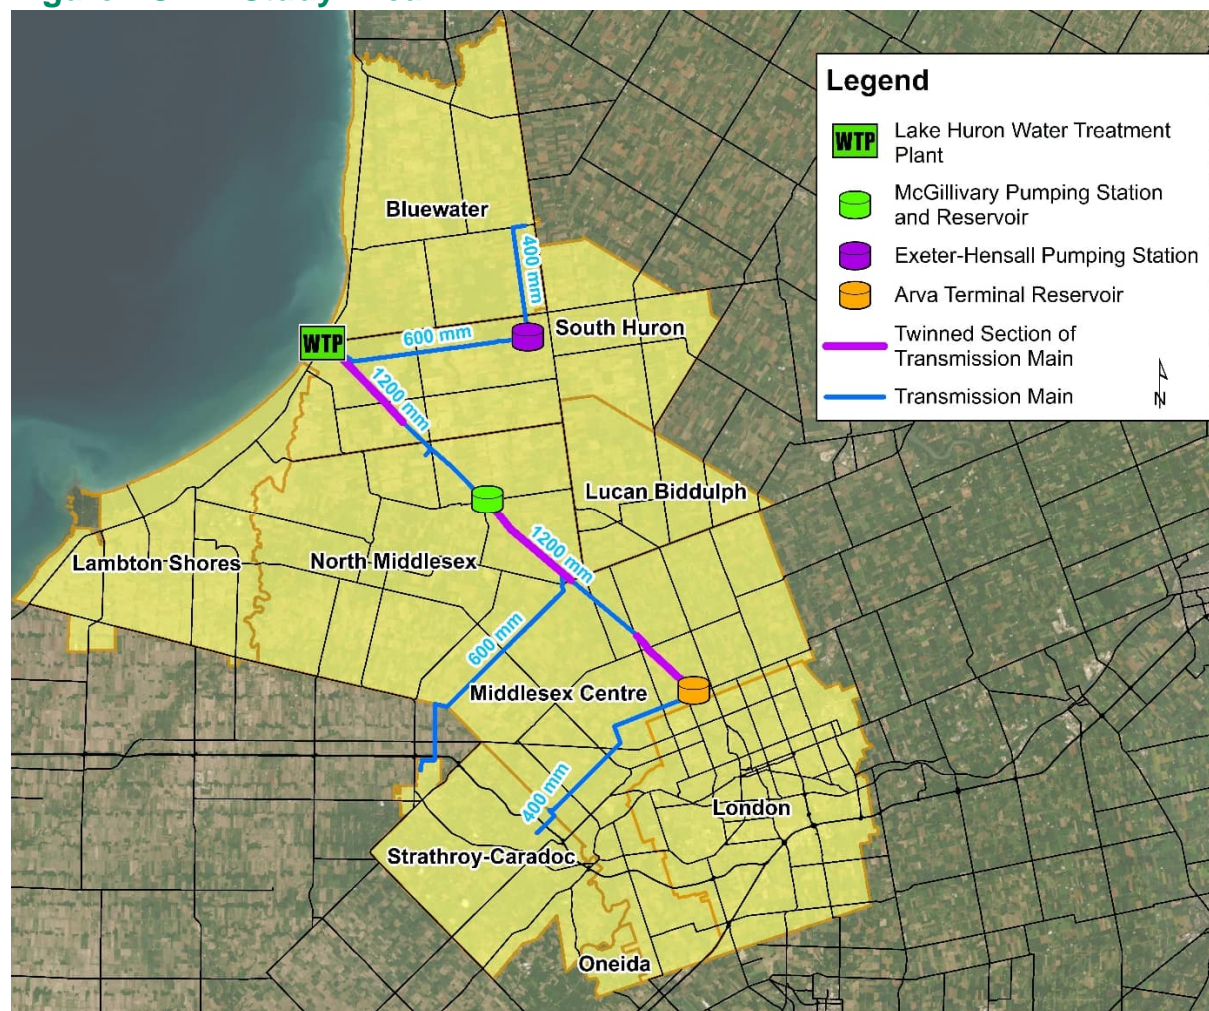 Legend
WTP
Lake Huron Water Treatment
Plant
McGillivary Pumping Station
and Reservoir
Exeter-Hensall Pumping Station
Arva Terminal Reservoir
Twinned Section of
Transmission Main
Transmission Main
N
Bluewater
400 mm
South Huron
600 mm
WTP
1200 mm
Lucan Biddulph
1200 mm
Lambton Shores
North Middlesex
600 mm
Middlesex Centre
400 mm
London
Strathroy-Caradoc
Oneida